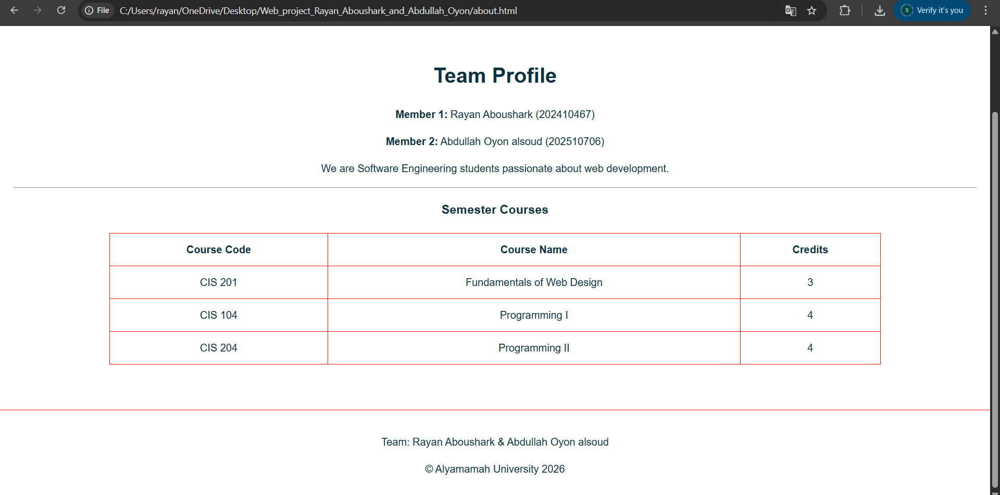 File C:/Users/rayan/OneDrive/Desktop/Web_project_Rayan_Aboushark_and_Abdullah_Oyon/about.html S Verify it's you
Team Profile
Member 1: Rayan Aboushark (202410467)
Member 2: Abdullah Oyon alsoud (202510706)
We are Software Engineering students passionate about web development.
Semester Courses
Course Code Course Name Credits
CIS 201 Fundamentals of Web Design 3
CIS 104 Programming I 4
CIS 204 Programming II 4
Team: Rayan Aboushark & Abdullah Oyon alsoud
© Alyamamah University 2026